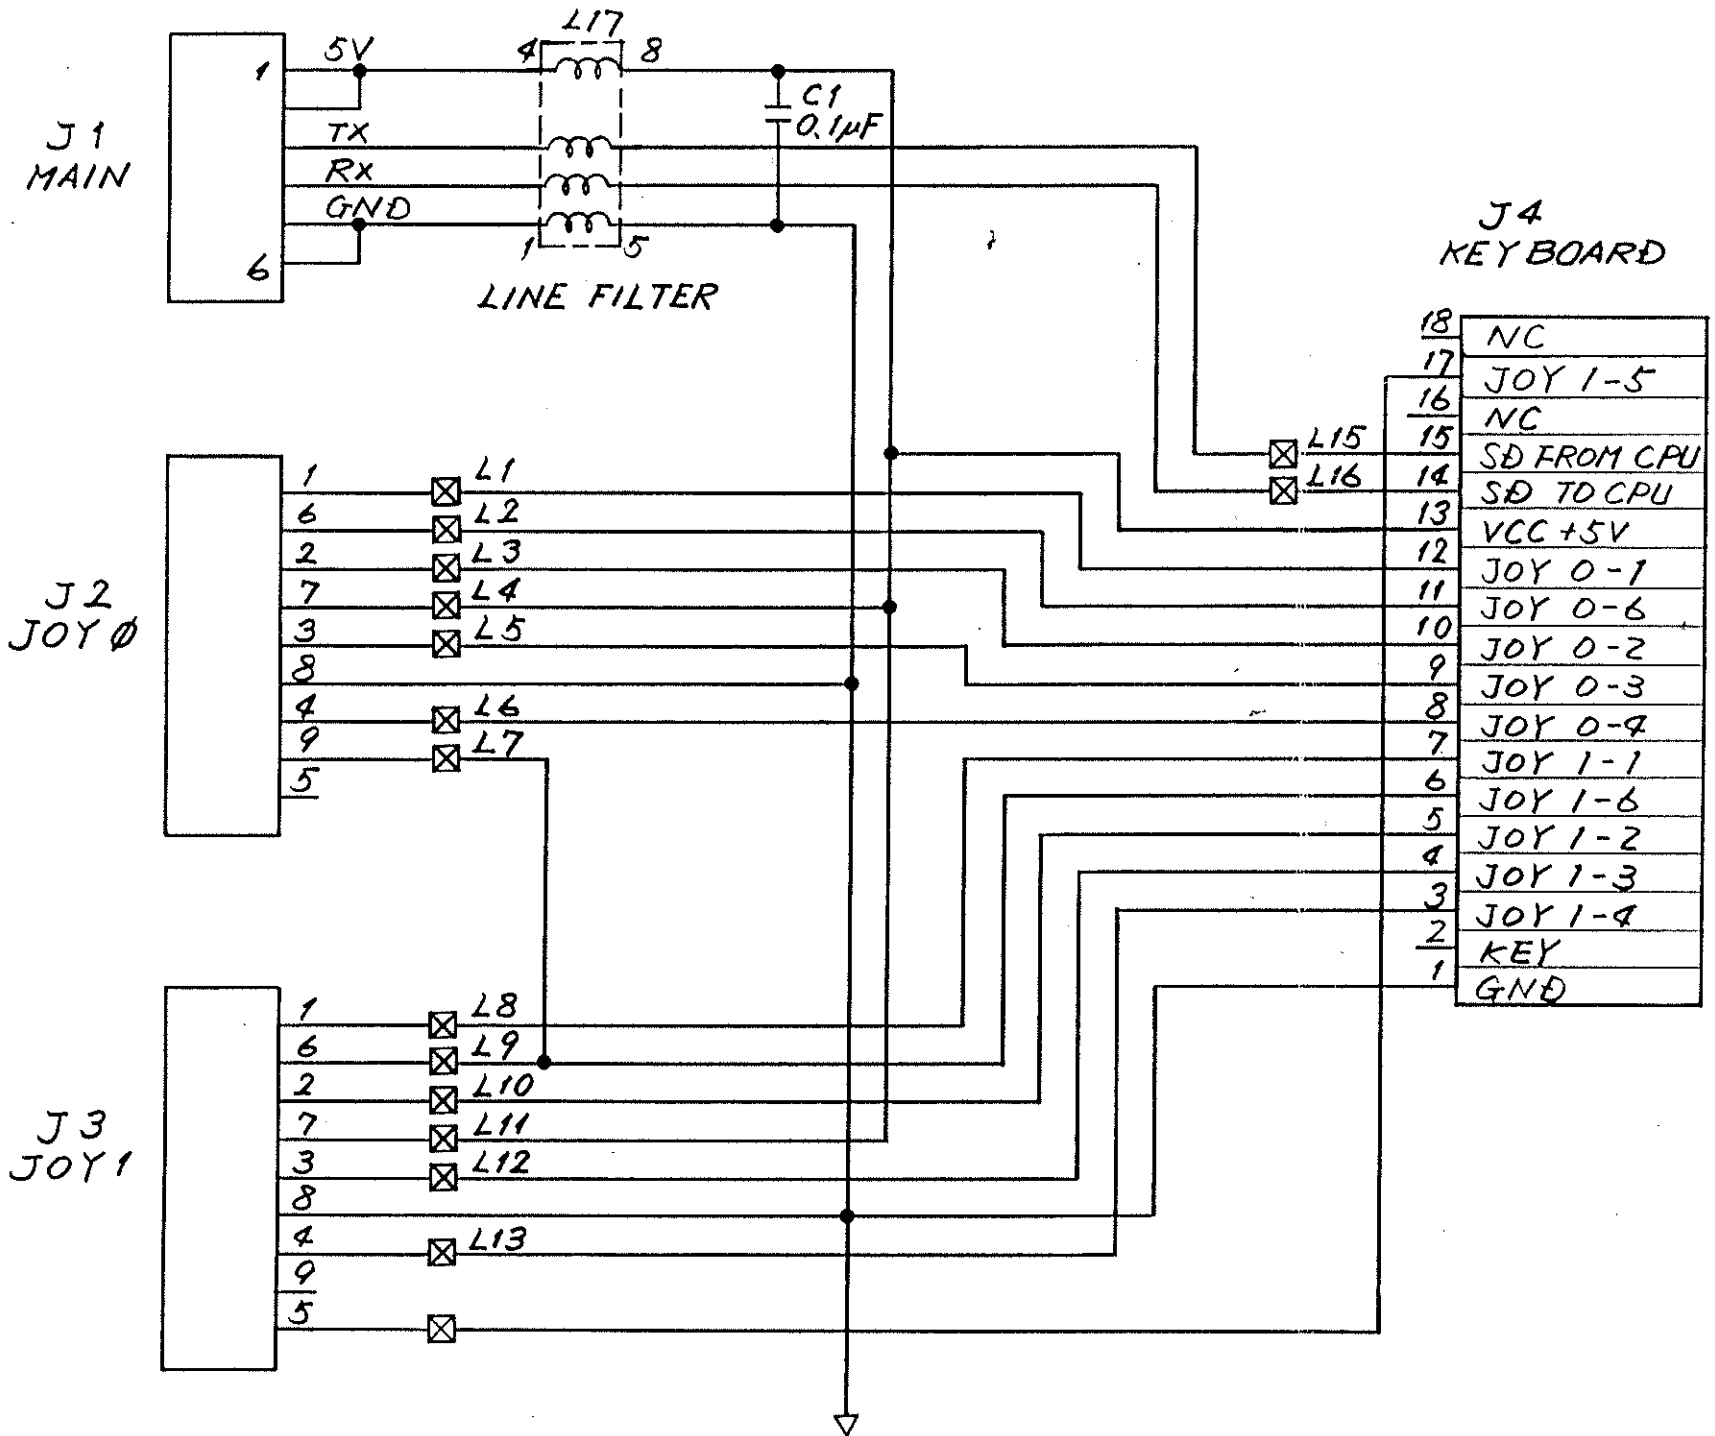 L17
5V
4
8
1
C1
0.1µF
J1
MAIN
TX
RX
GND
6
1
5
LINE FILTER
J4
KEYBOARD
18 NC
17 JOY 1-5
16 NC
L15 15 SD FROM CPU
L16 14 SD TO CPU
13 VCC +5V
12 JOY 0-1
11 JOY 0-6
10 JOY 0-2
9 JOY 0-3
8 JOY 0-4
7 JOY 1-1
6 JOY 1-6
5 JOY 1-2
4 JOY 1-3
3 JOY 1-4
2 KEY
1 GND
J2
JOY Ø
1 L1
6 L2
2 L3
7 L4
3 L5
8
4 L6
9 L7
5
J3
JOY 1
1 L8
6 L9
2 L10
7 L11
3 L12
8
4 L13
9
5